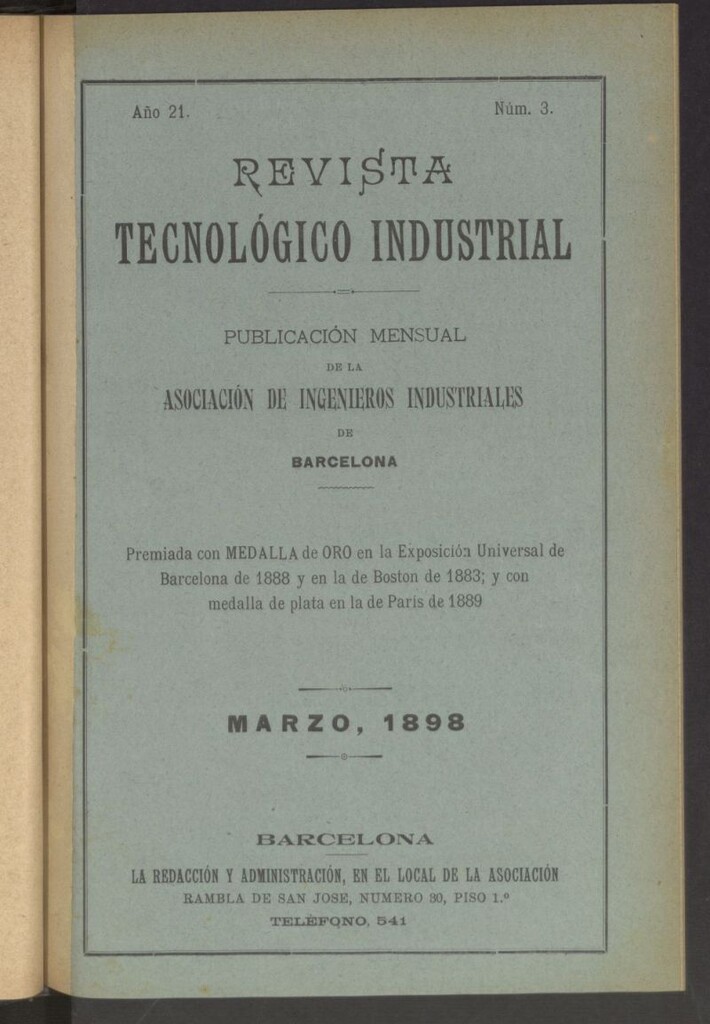 Año 21.
Núm. 3.
REVISTA
TECNOLÓGICO INDUSTRIAL
PUBLICACIÓN MENSUAL
DE LA
ASOCIACIÓN DE INGENIEROS INDUSTRIALES
DE
BARCELONA
Premiada con MEDALLA de ORO en la Exposición Universal de
Barcelona de 1888 y en la de Boston de 1883; y con
medalla de plata en la de París de 1889
MARZO, 1898
BARCELONA
LA REDACCIÓN Y ADMINISTRACIÓN, EN EL LOCAL DE LA ASOCIACIÓN
RAMBLA DE SAN JOSE, NUMERO 30, PISO 1.º
TELÈFONO, 541